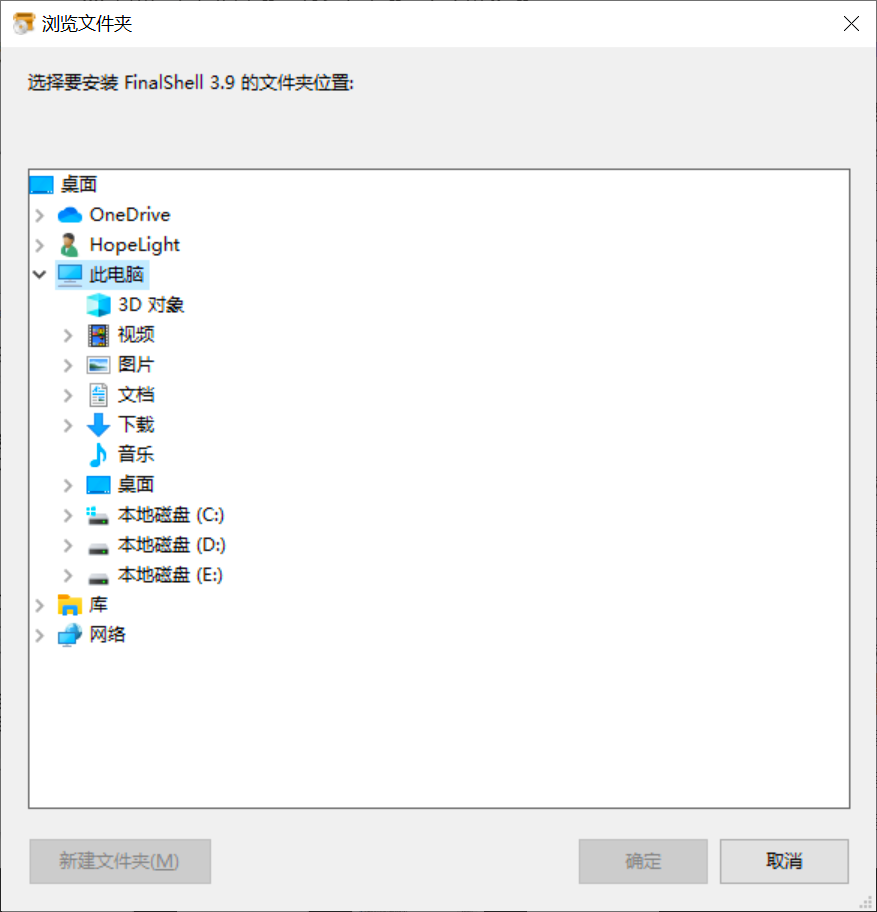 浏览文件夹
选择要安装 FinalShell 3.9 的文件夹位置:
桌面
OneDrive
HopeLight
此电脑
3D 对象
视频
图片
文档
下载
音乐
桌面
本地磁盘 (C:)
本地磁盘 (D:)
本地磁盘 (E:)
库
网络
新建文件夹(M) 确定 取消